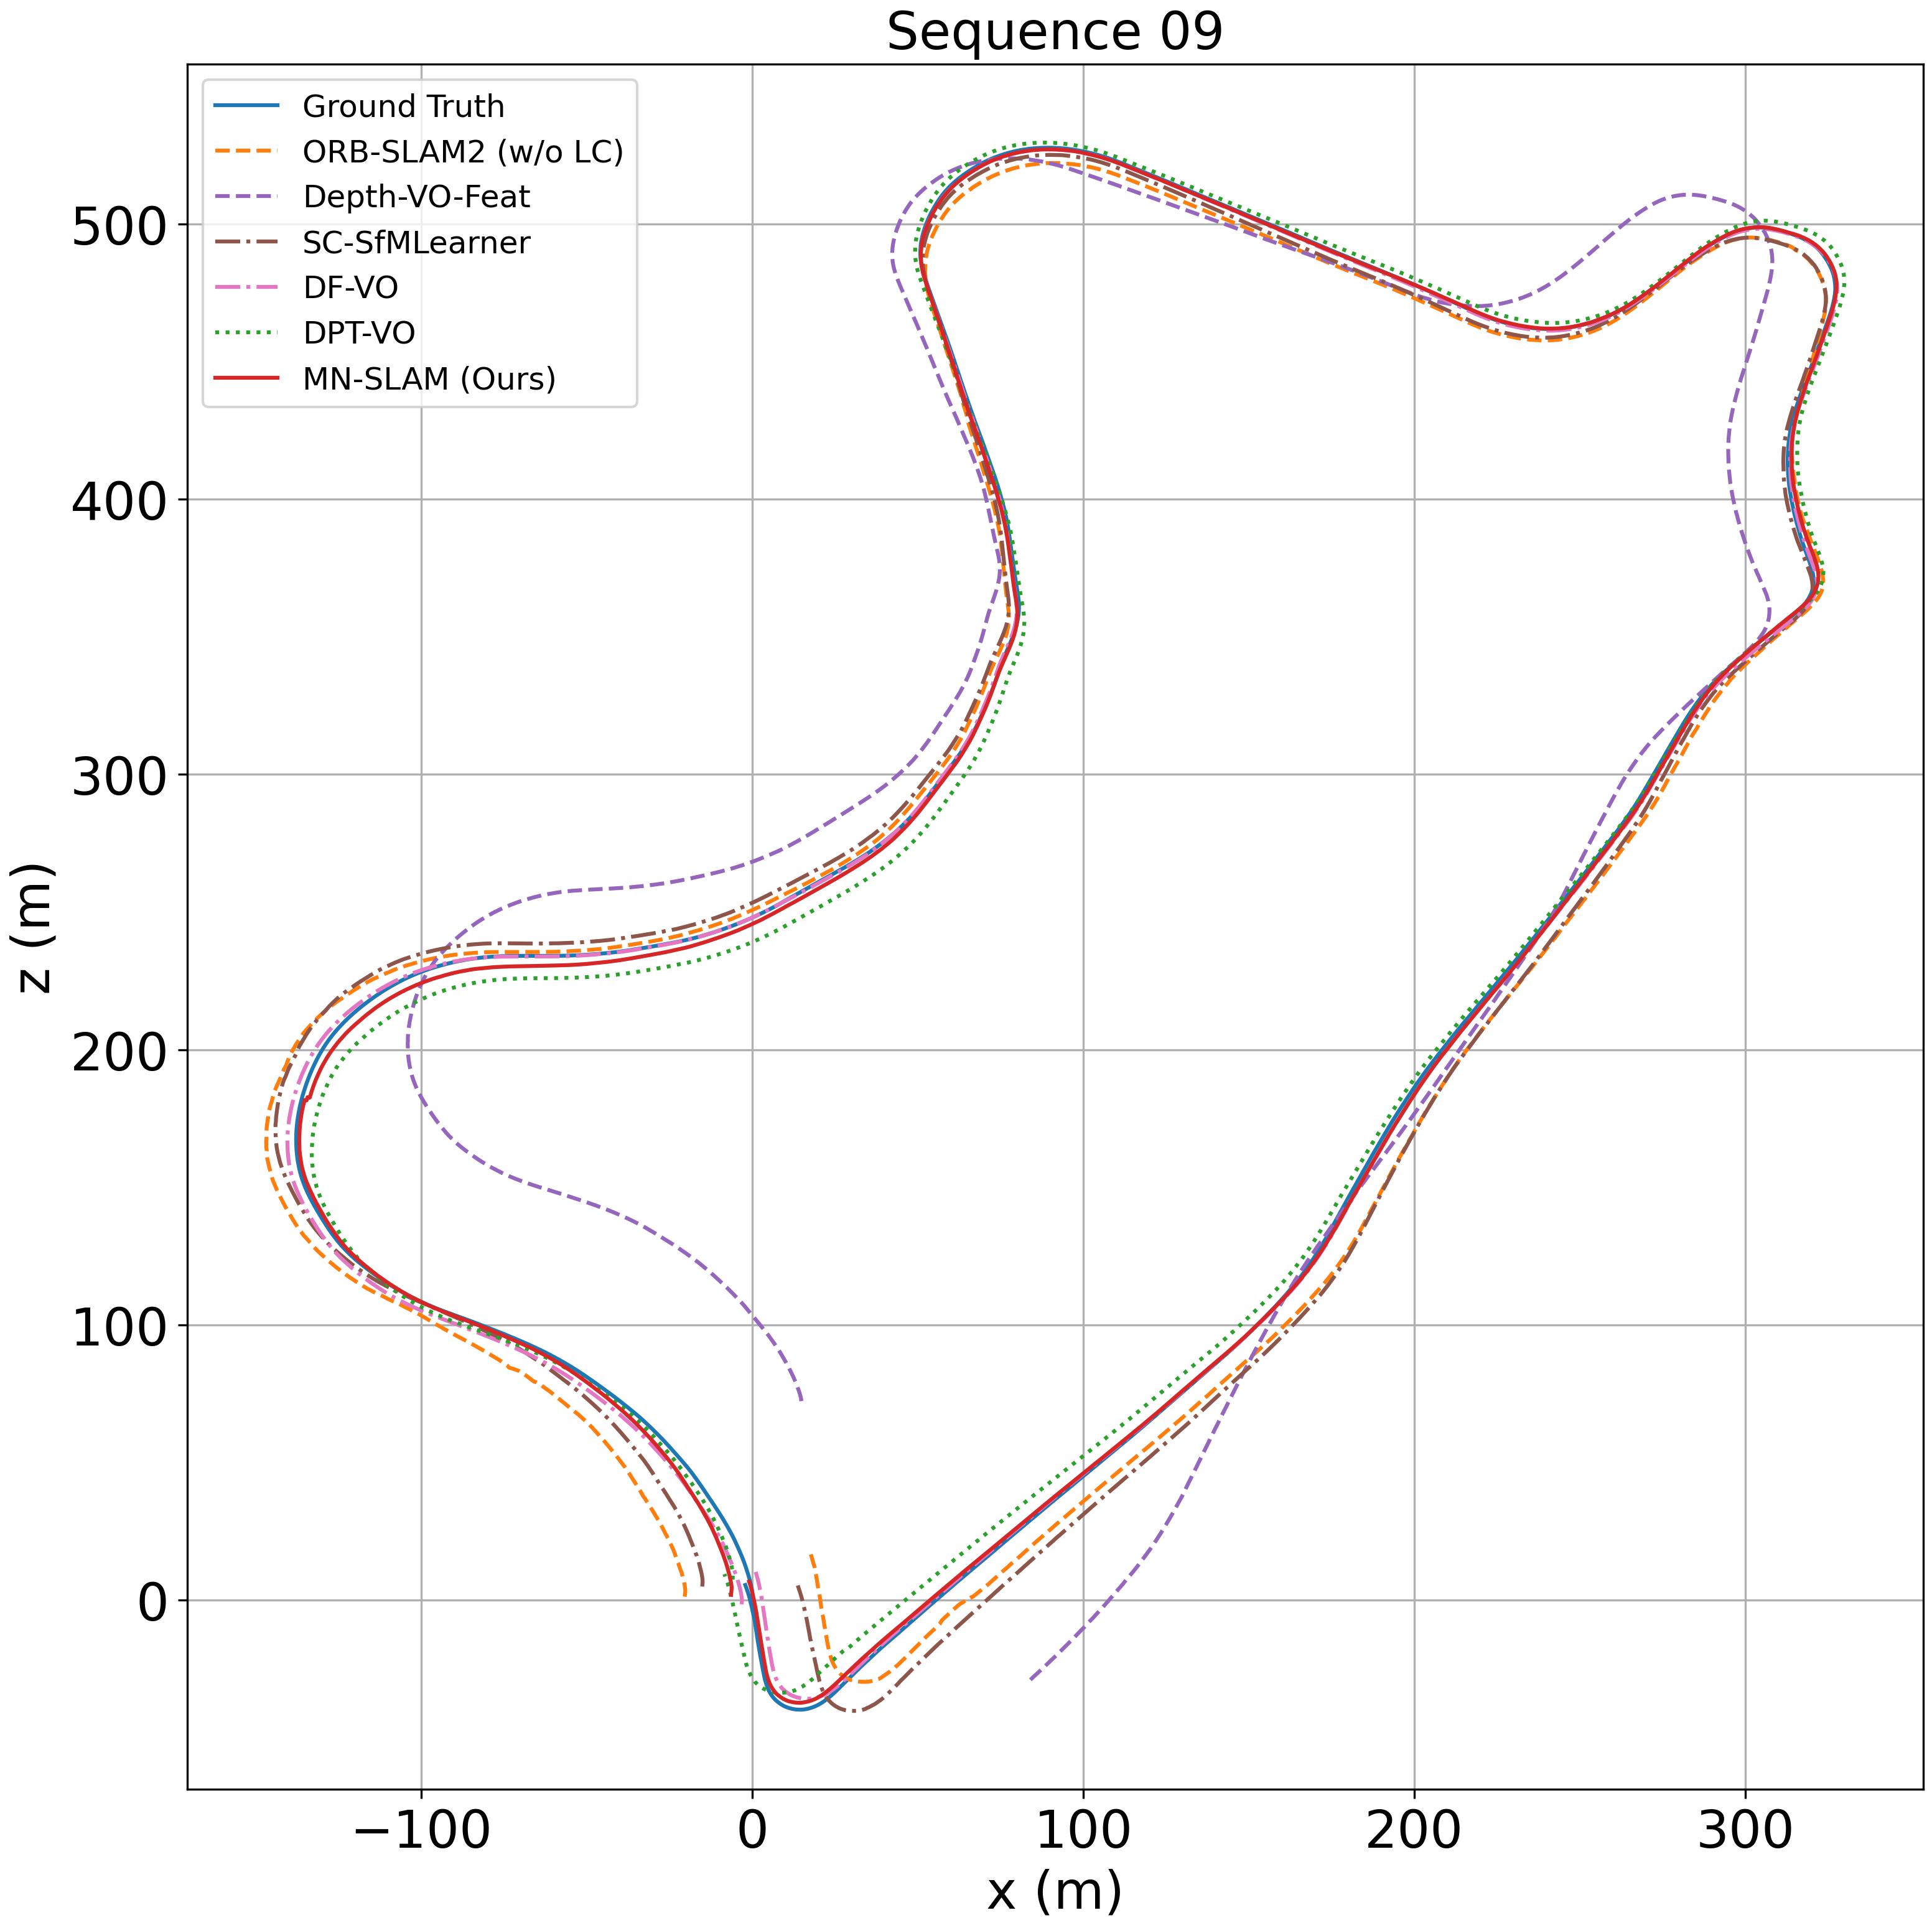 Sequence 09
Ground Truth
ORB-SLAM2 (w/o LC)
Depth-VO-Feat
SC-SfMLearner
DF-VO
DPT-VO
MN-SLAM (Ours)
500
400
300
200
100
0
z (m)
−100 0 100 200 300
x (m)